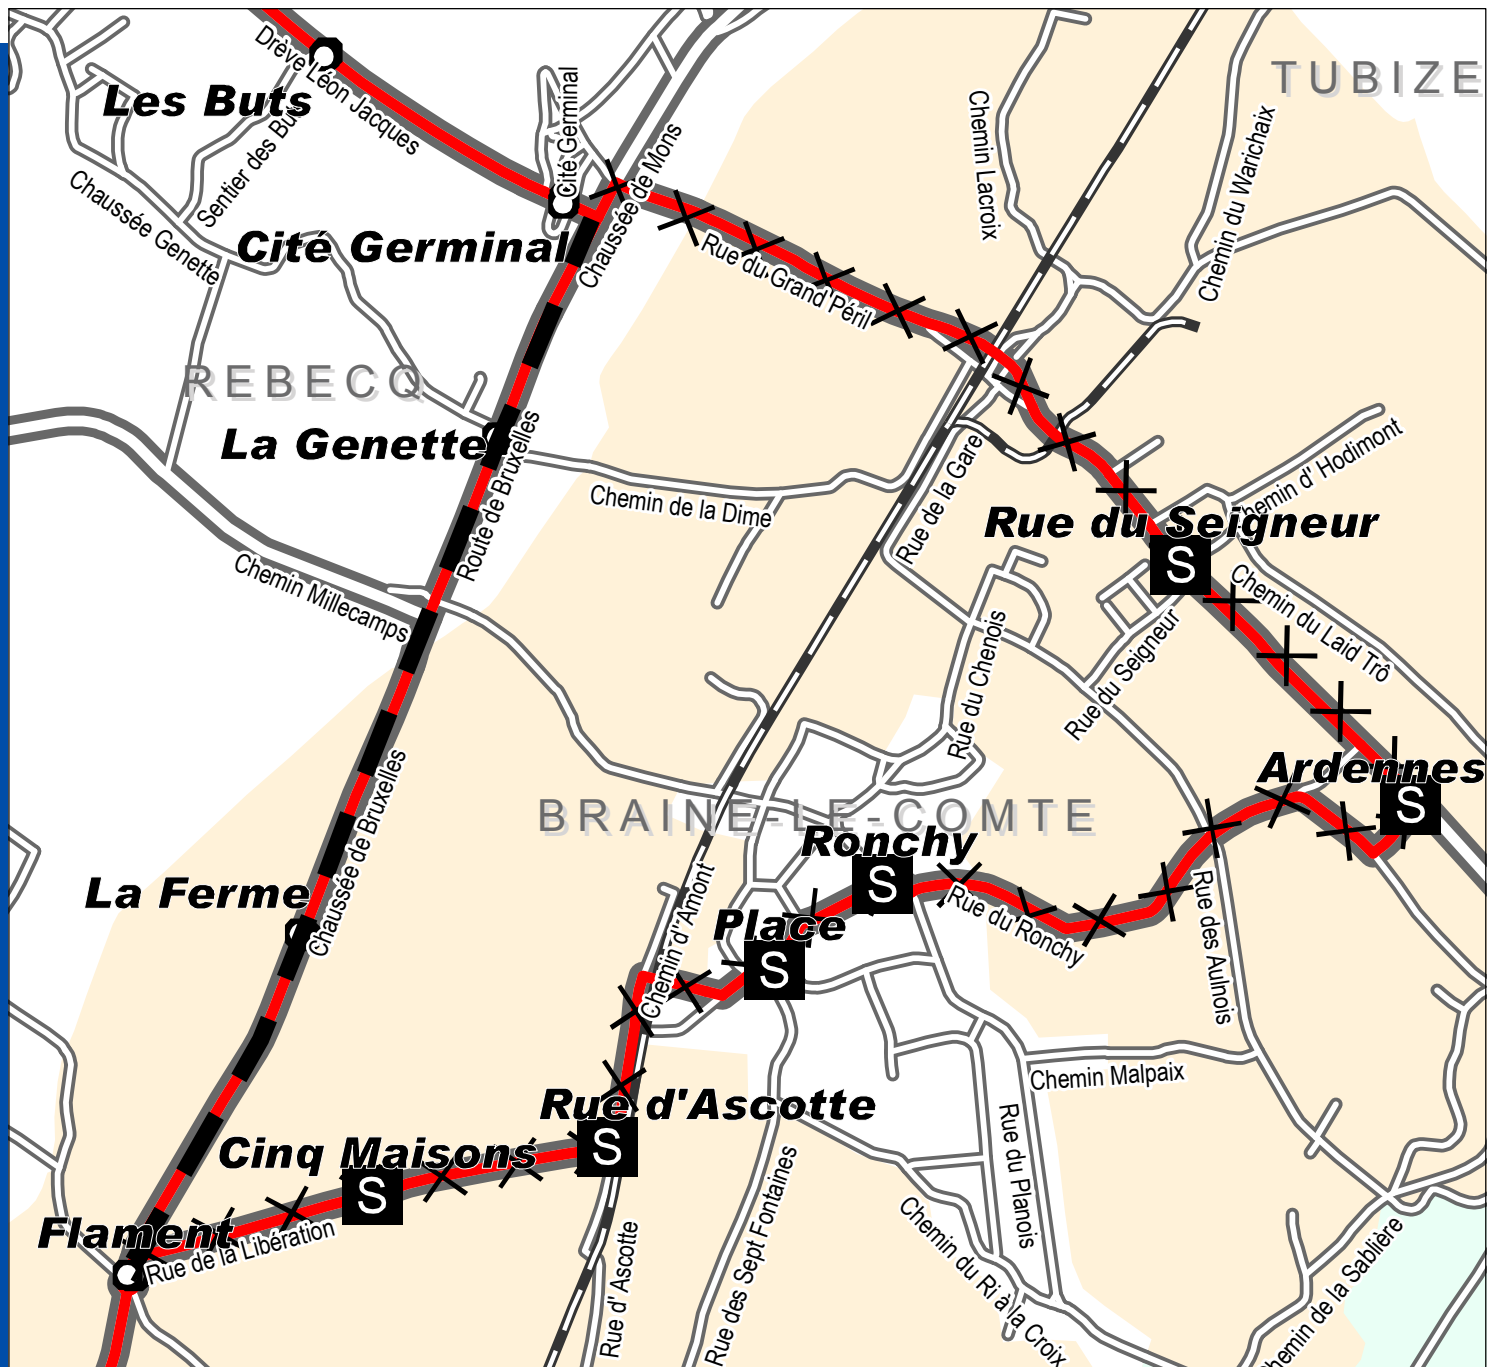 TUBIZE
Drève Léon Jacques
Les Buts
Sentier des But
Cité Germinal
Chaussée de Mons
Chemin Lacroix
Chemin du Warichaix
Chaussée Genette
Cité Germinal
Rue du Grand Péril
REBECQ
La Genette
Route de Bruxelles
Chemin de la Dime
Rue de la Gare
Chemin d' Hodimont
Rue du Seigneur
S
Chemin Millecamps
Chemin du Laid Trô
Rue du Chenois
Rue du Seigneur
Ardennes
S
Chaussée de Bruxelles
BRAINE-LE-COMTE
Ronchy
S
La Ferme
Chemin d' Amont
Place
S
Rue du Ronchy
Rue des Aulnois
Chemin Malpaix
Rue d'Ascotte
S
Cinq Maisons
S
Rue du Planois
Flament
Rue de la Libération
Rue d' Ascotte
Rue des Sept Fontaines
Chemin du Ri à la Croix
Chemin de la Sablière